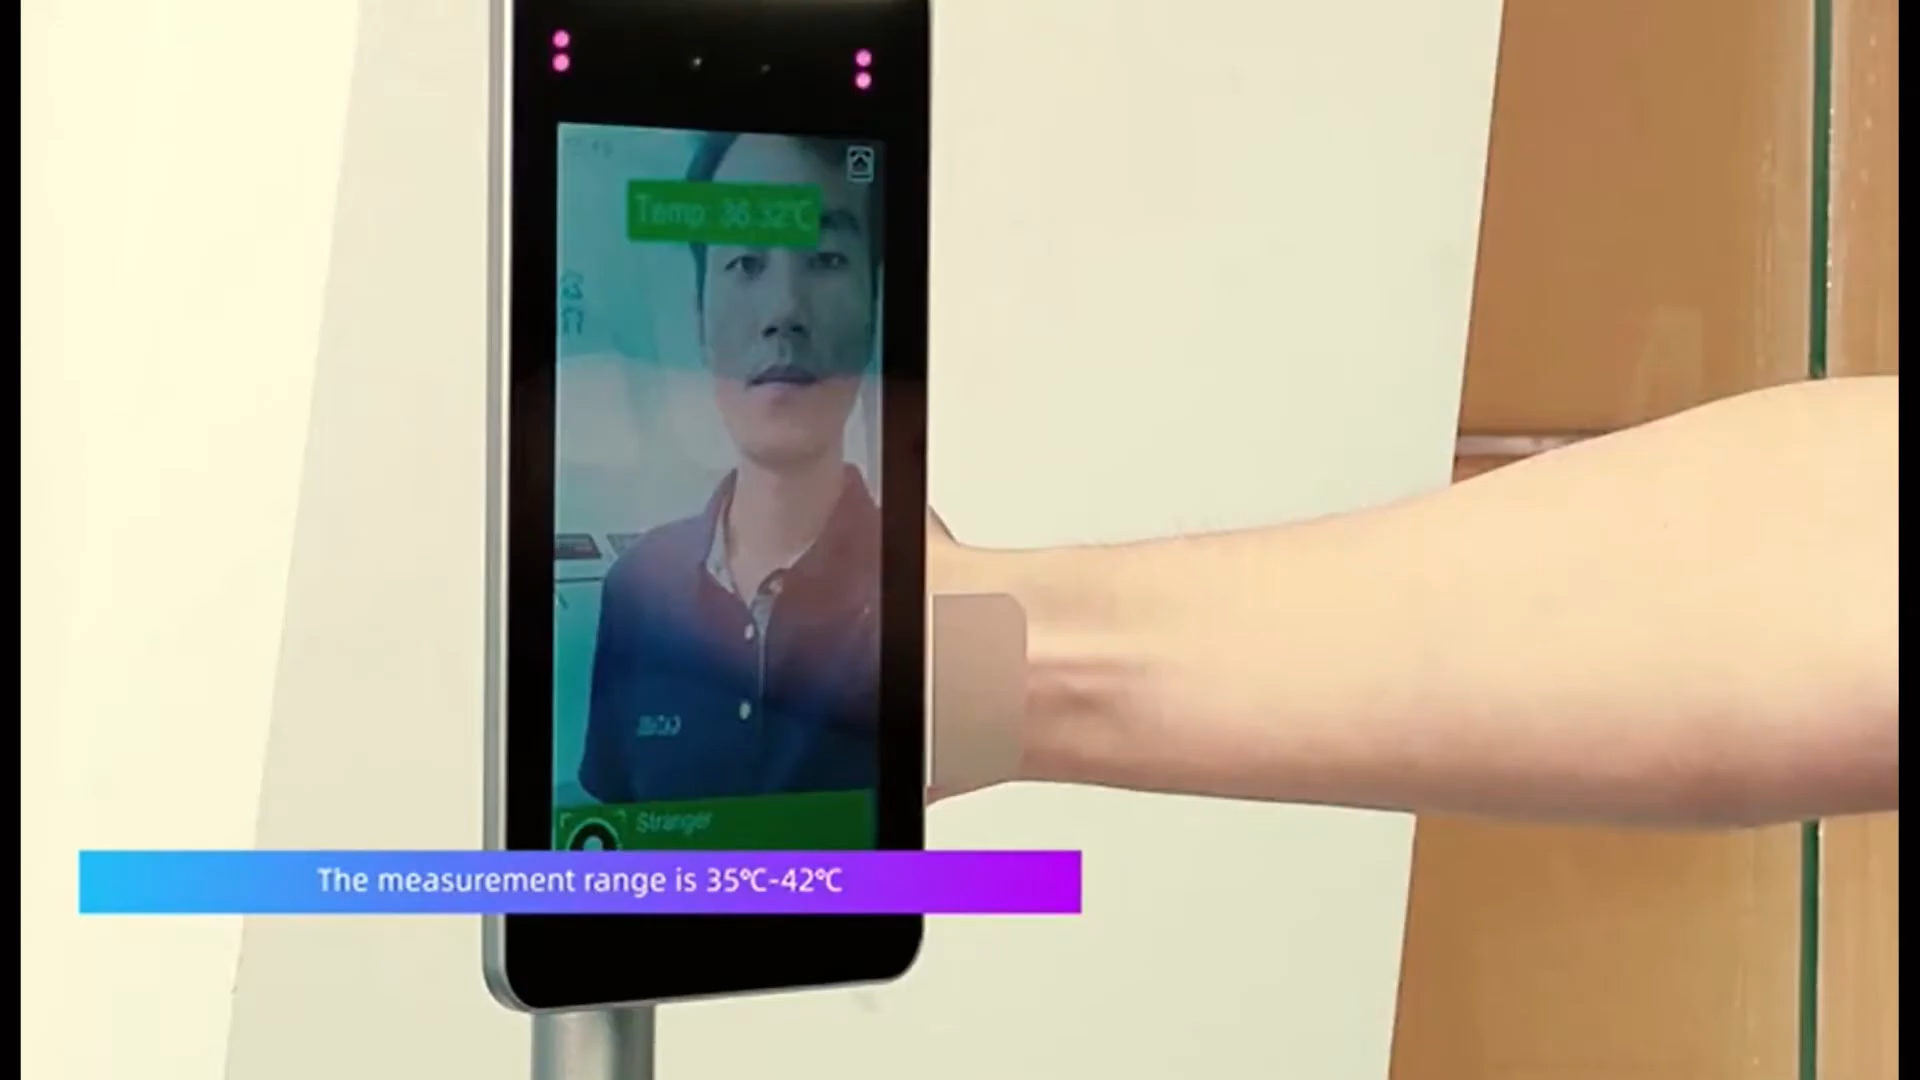 Temp: 36.32℃
Stranger
The measurement range is 35℃-42℃